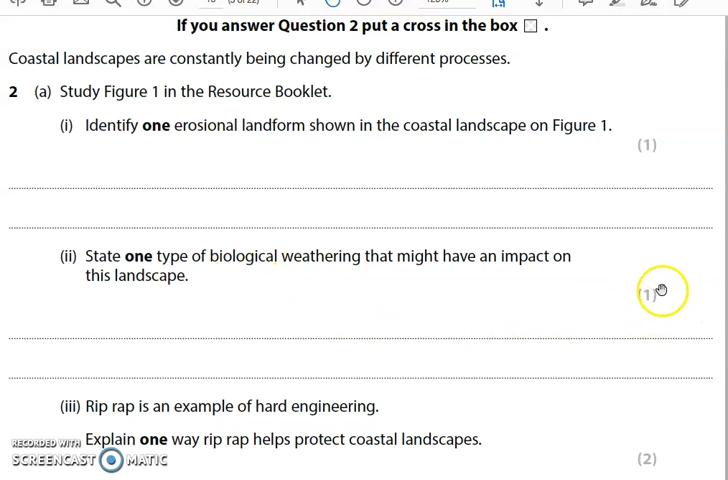 If you answer Question 2 put a cross in the box ☒ .
Coastal landscapes are constantly being changed by different processes.
2 (a) Study Figure 1 in the Resource Booklet.
(i) Identify one erosional landform shown in the coastal landscape on Figure 1.
(1)
(ii) State one type of biological weathering that might have an impact on
this landscape.
(1)
(iii) Rip rap is an example of hard engineering.
Explain one way rip rap helps protect coastal landscapes.
(2)
RECORDED WITH
SCREENCAST MATIC